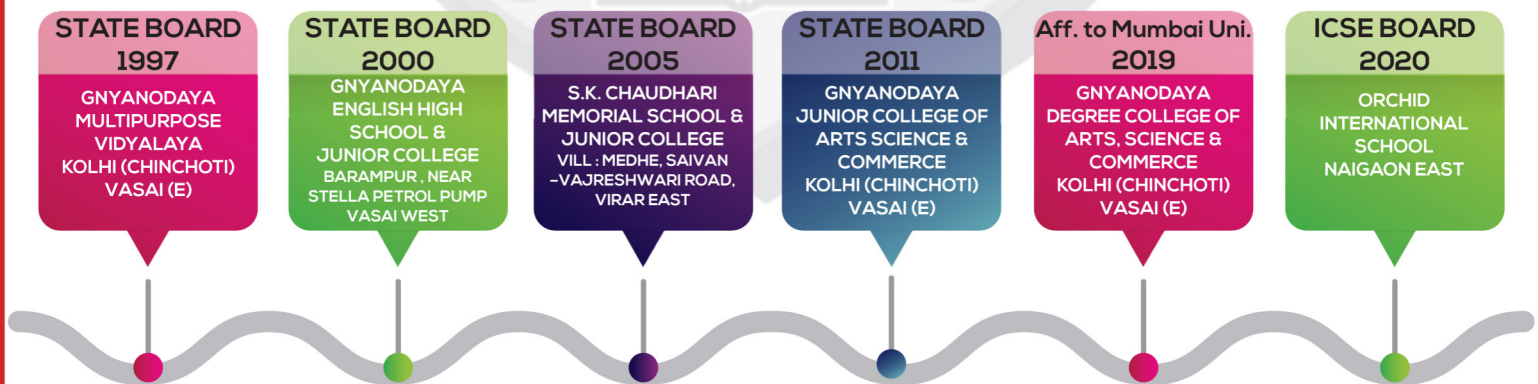 STATE BOARD
1997
GNYANODAYA
MULTIPURPOSE
VIDYALAYA
KOLHI (CHINCHOTI)
VASAI (E)
STATE BOARD
2000
GNYANODAYA
ENGLISH HIGH
SCHOOL &
JUNIOR COLLEGE
BARAMPUR , NEAR
STELLA PETROL PUMP
VASAI WEST
STATE BOARD
2005
S.K. CHAUDHARI
MEMORIAL SCHOOL &
JUNIOR COLLEGE
VILL : MEDHE, SAIVAN
-VAJRESHWARI ROAD,
VIRAR EAST
STATE BOARD
2011
GNYANODAYA
JUNIOR COLLEGE OF
ARTS SCIENCE &
COMMERCE
KOLHI (CHINCHOTI)
VASAI (E)
Aff. to Mumbai Uni.
2019
GNYANODAYA
DEGREE COLLEGE OF
ARTS, SCIENCE &
COMMERCE
KOLHI (CHINCHOTI)
VASAI (E)
ICSE BOARD
2020
ORCHID
INTERNATIONAL
SCHOOL
NAIGAON EAST